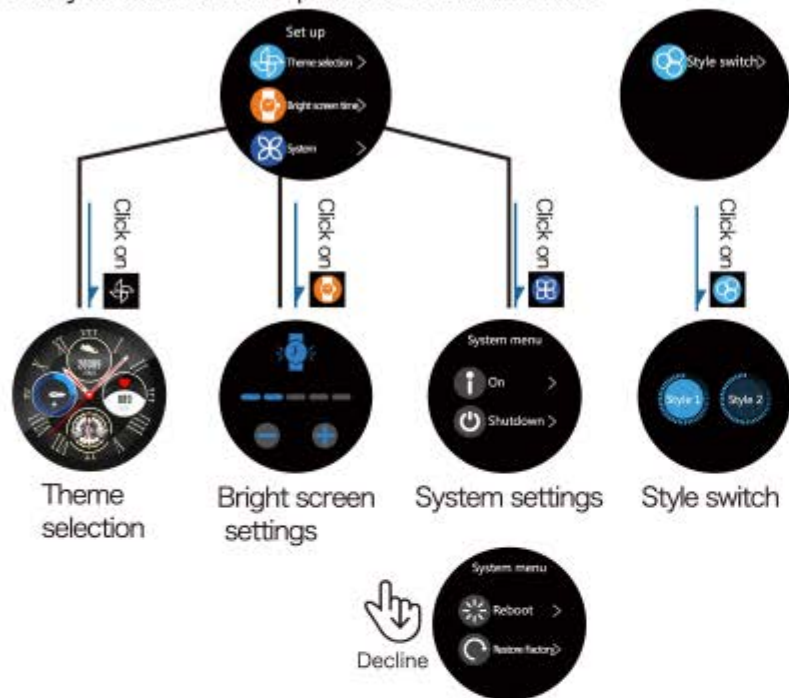 Set up
Theme selection >
Bright screen time>
System >
Style switch>
Click on
Click on
Click on
Click on
Theme
selection
Bright screen
settings
System menu
On >
Shutdown >
System settings
Style 1
Style 2
Style switch
System menu
Reboot >
Restore Factory>
Decline